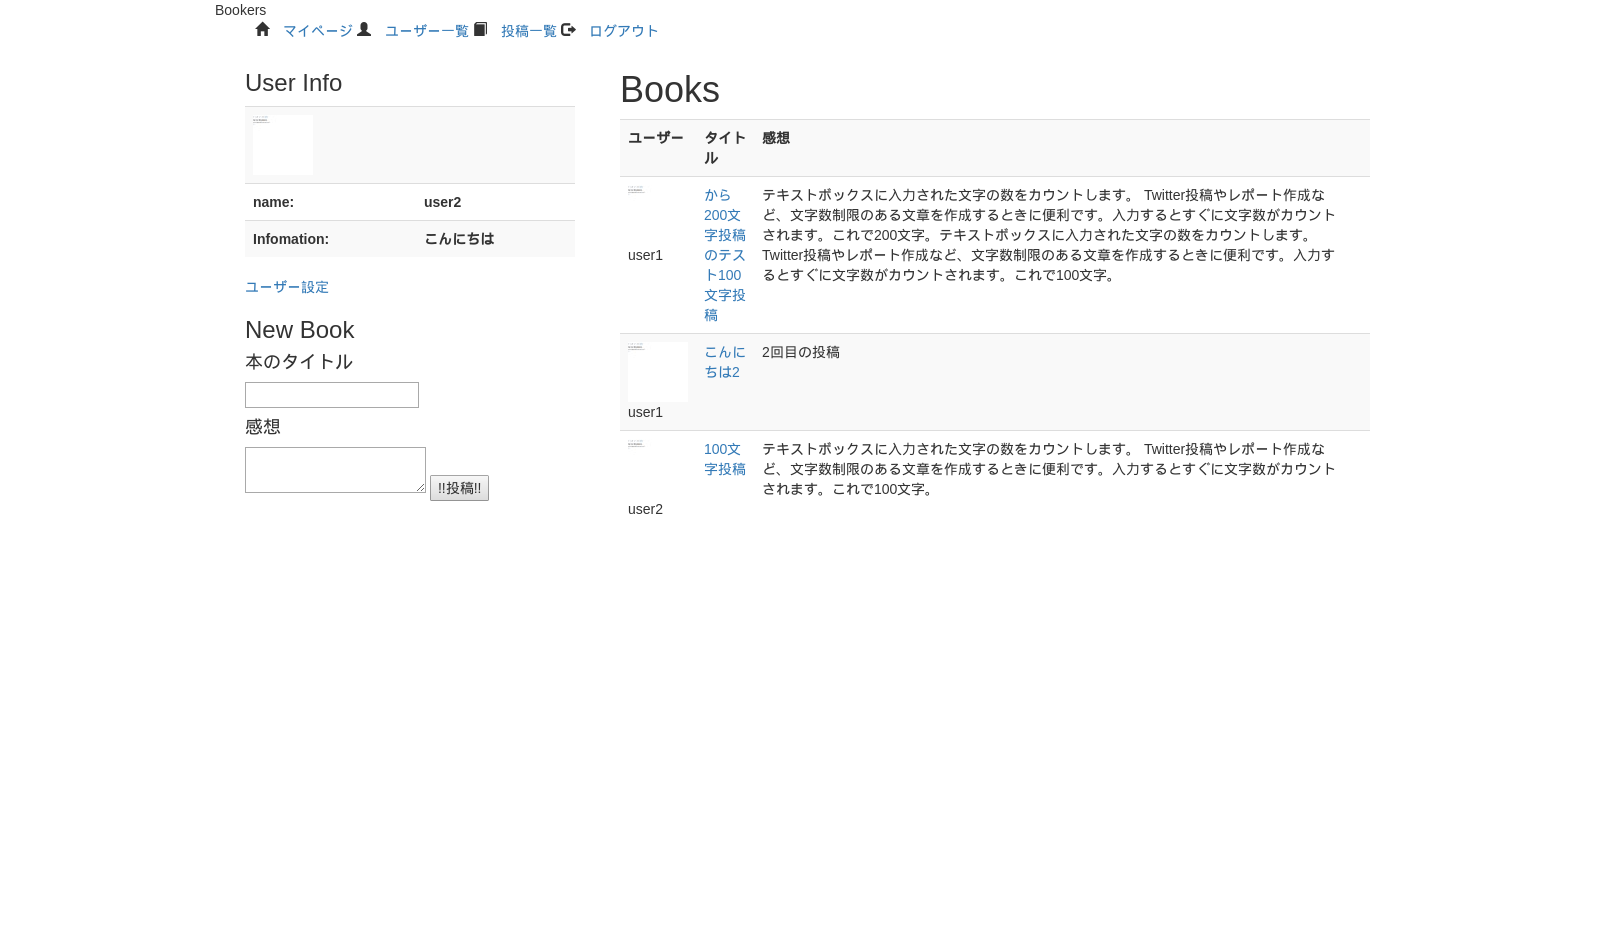 Bookers
マイページ ユーザー一覧 投稿一覧 ログアウト
User Info
name: user2
Infomation: こんにちは
ユーザー設定
New Book
本のタイトル
感想
!!投稿!!
Books
ユーザー タイト 感想
ル
user1
から
200文
字投稿
のテス
ト100
文字投
稿
テキストボックスに入力された文字の数をカウントします。 Twitter投稿やレポート作成な
ど、文字数制限のある文章を作成するときに便利です。入力するとすぐに文字数がカウント
されます。これで200文字。テキストボックスに入力された文字の数をカウントします。
Twitter投稿やレポート作成など、文字数制限のある文章を作成するときに便利です。入力す
るとすぐに文字数がカウントされます。これで100文字。
user1
こんに
ちは2
2回目の投稿
user2
100文
字投稿
テキストボックスに入力された文字の数をカウントします。 Twitter投稿やレポート作成な
ど、文字数制限のある文章を作成するときに便利です。入力するとすぐに文字数がカウント
されます。これで100文字。